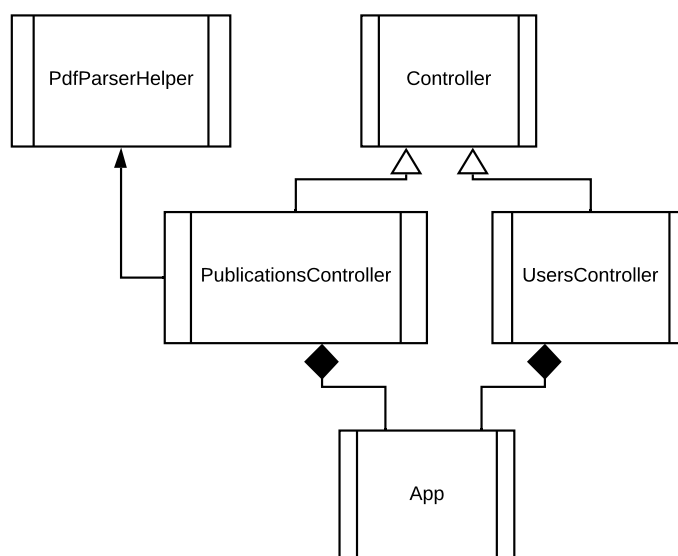 PdfParserHelper
Controller
PublicationsController
UsersController
App